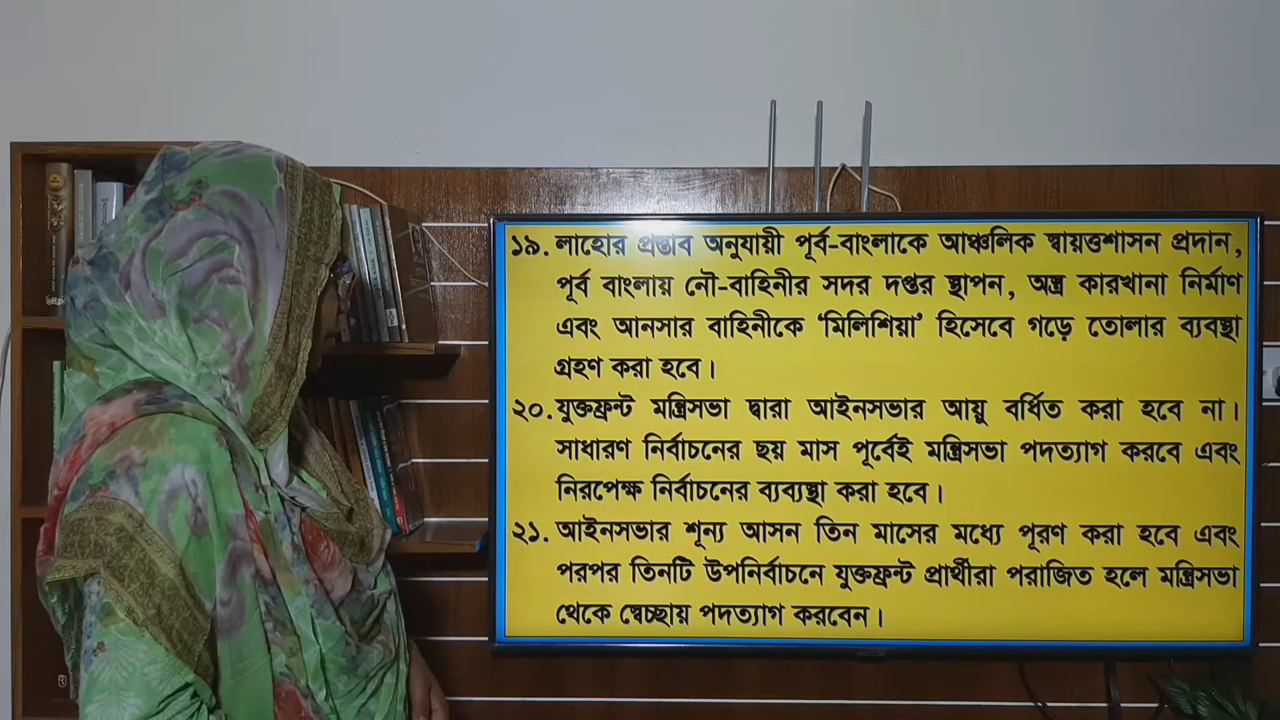 ১৯. লাহোর প্রস্তাব অনুযায়ী পূর্ব-বাংলাকে আঞ্চলিক স্বায়ত্তশাসন প্রদান,
পূর্ব বাংলায় নৌ-বাহিনীর সদর দপ্তর স্থাপন, অস্ত্র কারখানা নির্মাণ
এবং আনসার বাহিনীকে ‘মিলিশিয়া’ হিসেবে গড়ে তোলার ব্যবস্থা
গ্রহণ করা হবে।
২০. যুক্তফ্রন্ট মন্ত্রিসভা দ্বারা আইনসভার আয়ু বর্ধিত করা হবে না।
সাধারণ নির্বাচনের ছয় মাস পূর্বেই মন্ত্রিসভা পদত্যাগ করবে এবং
নিরপেক্ষ নির্বাচনের ব্যব্যস্থা করা হবে।
২১. আইনসভার শূন্য আসন তিন মাসের মধ্যে পূরণ করা হবে এবং
পরপর তিনটি উপনির্বাচনে যুক্তফ্রন্ট প্রার্থীরা পরাজিত হলে মন্ত্রিসভা
থেকে স্বেচ্ছায় পদত্যাগ করবেন।